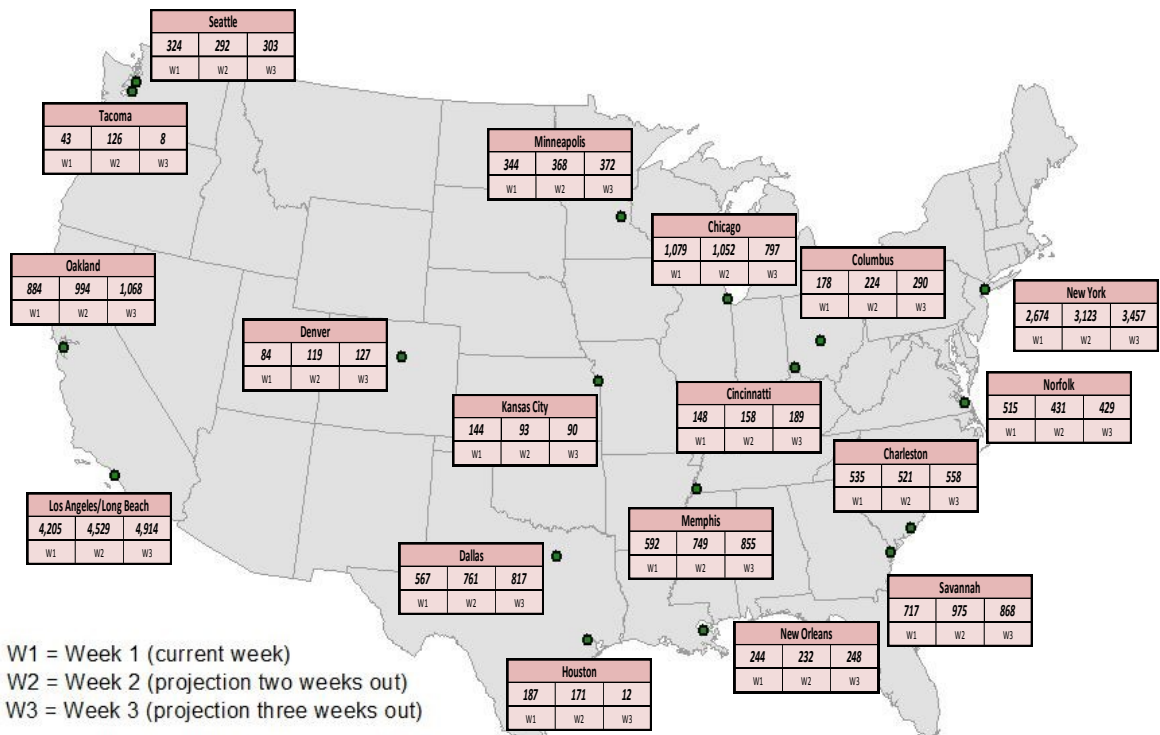 Seattle
324 292 303
W1 W2 W3
Tacoma
43 126 8
W1 W2 W3
Minneapolis
344 368 372
W1 W2 W3
Chicago
1,079 1,052 797
W1 W2 W3
Columbus
178 224 290
W1 W2 W3
Oakland
884 994 1,068
W1 W2 W3
New York
2,674 3,123 3,457
W1 W2 W3
Denver
84 119 127
W1 W2 W3
Norfolk
515 431 429
W1 W2 W3
Cincinnatti
148 158 189
W1 W2 W3
Kansas City
144 93 90
W1 W2 W3
Charleston
535 521 558
W1 W2 W3
Los Angeles/Long Beach
4,205 4,529 4,914
W1 W2 W3
Memphis
592 749 855
W1 W2 W3
Dallas
567 761 817
W1 W2 W3
Savannah
717 975 868
W1 W2 W3
New Orleans
244 232 248
W1 W2 W3
Houston
187 171 12
W1 W2 W3
W1 = Week 1 (current week)
W2 = Week 2 (projection two weeks out)
W3 = Week 3 (projection three weeks out)